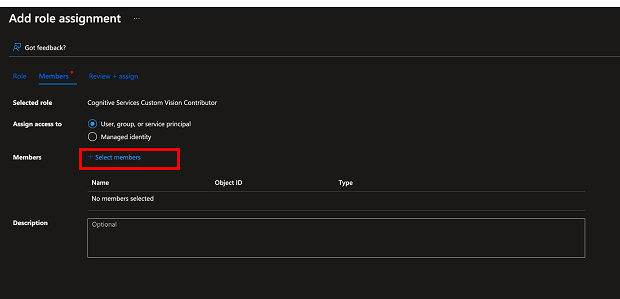 Add role assignment ...
Got feedback?
Role Members * Review + assign
Selected role Cognitive Services Custom Vision Contributor
Assign access to User, group, or service principal
Managed identity
Members + Select members
Name Object ID Type
No members selected
Description Optional